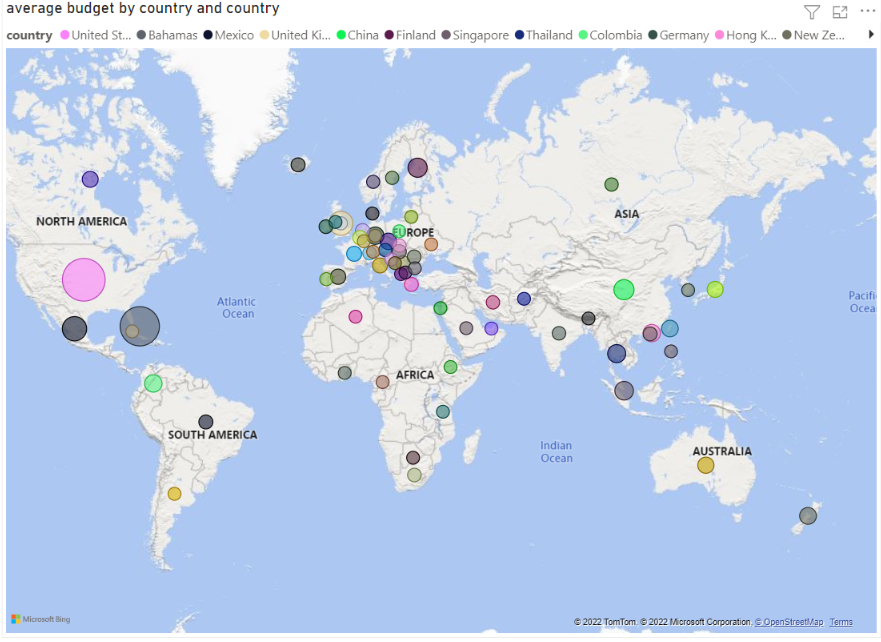 average budget by country and country
country United St... Bahamas Mexico United Ki... China Finland Singapore Thailand Colombia Germany Hong K... New Ze...
NORTH AMERICA
EUROPE
ASIA
Atlantic
Ocean
Pacific
Ocea
AFRICA
SOUTH AMERICA
Indian
Ocean
AUSTRALIA
Microsoft Bing
© 2022 TomTom, © 2022 Microsoft Corporation, © OpenStreetMap Terms